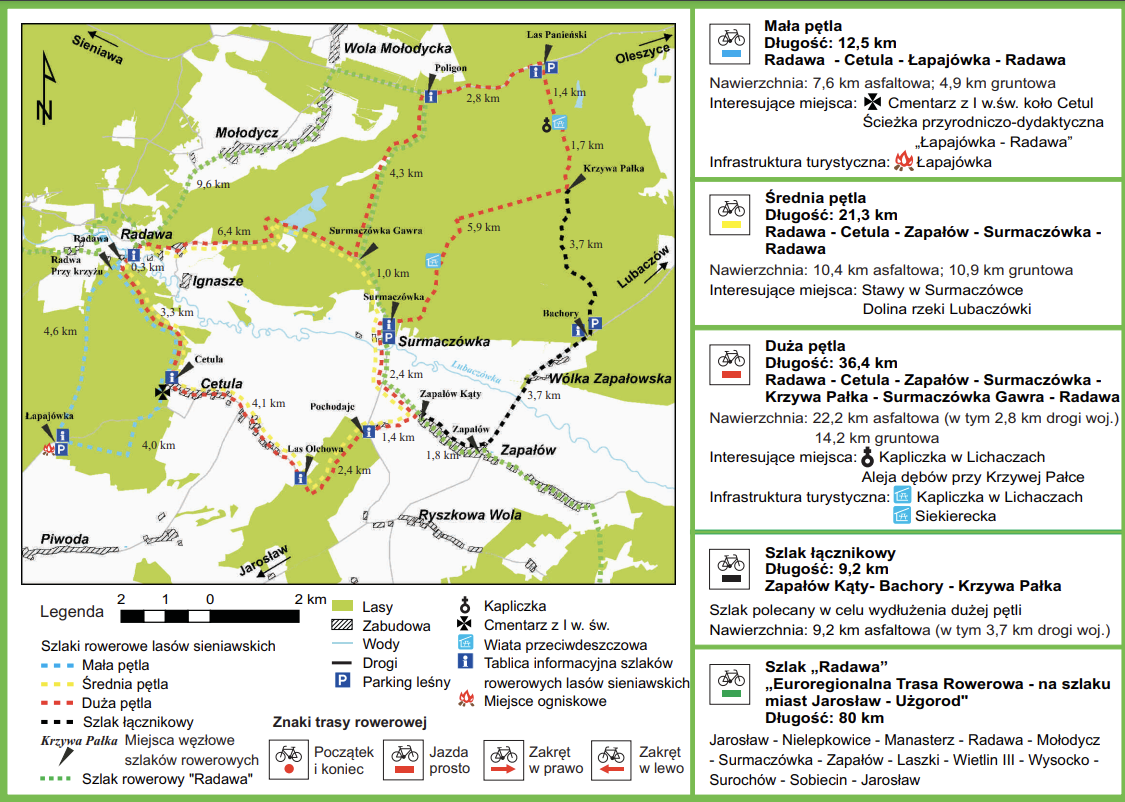 Sieniawa
N
Wola Mołodycka
Las Panieński
Oleszyce
Poligon
2,8 km
1,4 km
Mołodycz
1,7 km
4,3 km
Krzywa Pałka
9,6 km
Radawa
Radawa
6,4 km
Surmaczówka Gawra
5,9 km
3,7 km
Radwa
Przy krzyżu
0,3 km
1,0 km
Lubaczów
Ignasze
Surmaczówka
3,3 km
Bachory
4,6 km
Surmaczówka
Cetula
Lubaczówka
Cetula
2,4 km
Wólka Zapałowska
Zapałów Kąty
3,7 km
4,1 km
Pochodaje
Łapajówka
1,4 km
Zapałów
4,0 km
Las Olchowa
1,8 km
Zapałów
2,4 km
Ryszkowa Wola
Piwoda
Jarosław
Legenda
2 1 0 2 km
Szlaki rowerowe lasów sieniawskich
Mała pętla
Średnia pętla
Duża pętla
Szlak łącznikowy
Krzywa Pałka Miejsca węzłowe
szlaków rowerowych
Szlak rowerowy "Radawa"
Lasy
Zabudowa
Wody
Drogi
P Parking leśny
Kapliczka
Cmentarz z I w. św.
Wiata przeciwdeszczowa
i Tablica informacyjna szlaków
rowerowych lasów sieniawskich
Miejsce ogniskowe
Znaki trasy rowerowej
Początek
i koniec
Jazda
prosto
Zakręt
w prawo
Zakręt
w lewo
Mała pętla
Długość: 12,5 km
Radawa - Cetula - Łapajówka - Radawa
Nawierzchnia: 7,6 km asfaltowa; 4,9 km gruntowa
Interesujące miejsca: Cmentarz z I w.św. koło Cetul
Ścieżka przyrodniczo-dydaktyczna
„Łapajówka - Radawa”
Infrastruktura turystyczna: Łapajówka
Średnia pętla
Długość: 21,3 km
Radawa - Cetula - Zapałów - Surmaczówka -
Radawa
Nawierzchnia: 10,4 km asfaltowa; 10,9 km gruntowa
Interesujące miejsca: Stawy w Surmaczówce
Dolina rzeki Lubaczówki
Duża pętla
Długość: 36,4 km
Radawa - Cetula - Zapałów - Surmaczówka -
Krzywa Pałka - Surmaczówka Gawra - Radawa
Nawierzchnia: 22,2 km asfaltowa (w tym 2,8 km drogi woj.)
14,2 km gruntowa
Interesujące miejsca: Kapliczka w Lichaczach
Aleja dębów przy Krzywej Pałce
Infrastruktura turystyczna: Kapliczka w Lichaczach
Siekierecka
Szlak łącznikowy
Długość: 9,2 km
Zapałów Kąty- Bachory - Krzywa Pałka
Szlak polecany w celu wydłużenia dużej pętli
Nawierzchnia: 9,2 km asfaltowa (w tym 3,7 km drogi woj.)
Szlak „Radawa”
„Euroregionalna Trasa Rowerowa - na szlaku
miast Jarosław - Użgorod"
Długość: 80 km
Jarosław - Nielepkowice - Manasterz - Radawa - Mołodycz
- Surmaczówka - Zapałów - Laszki - Wietlin III - Wysocko -
Surochów - Sobiecin - Jarosław